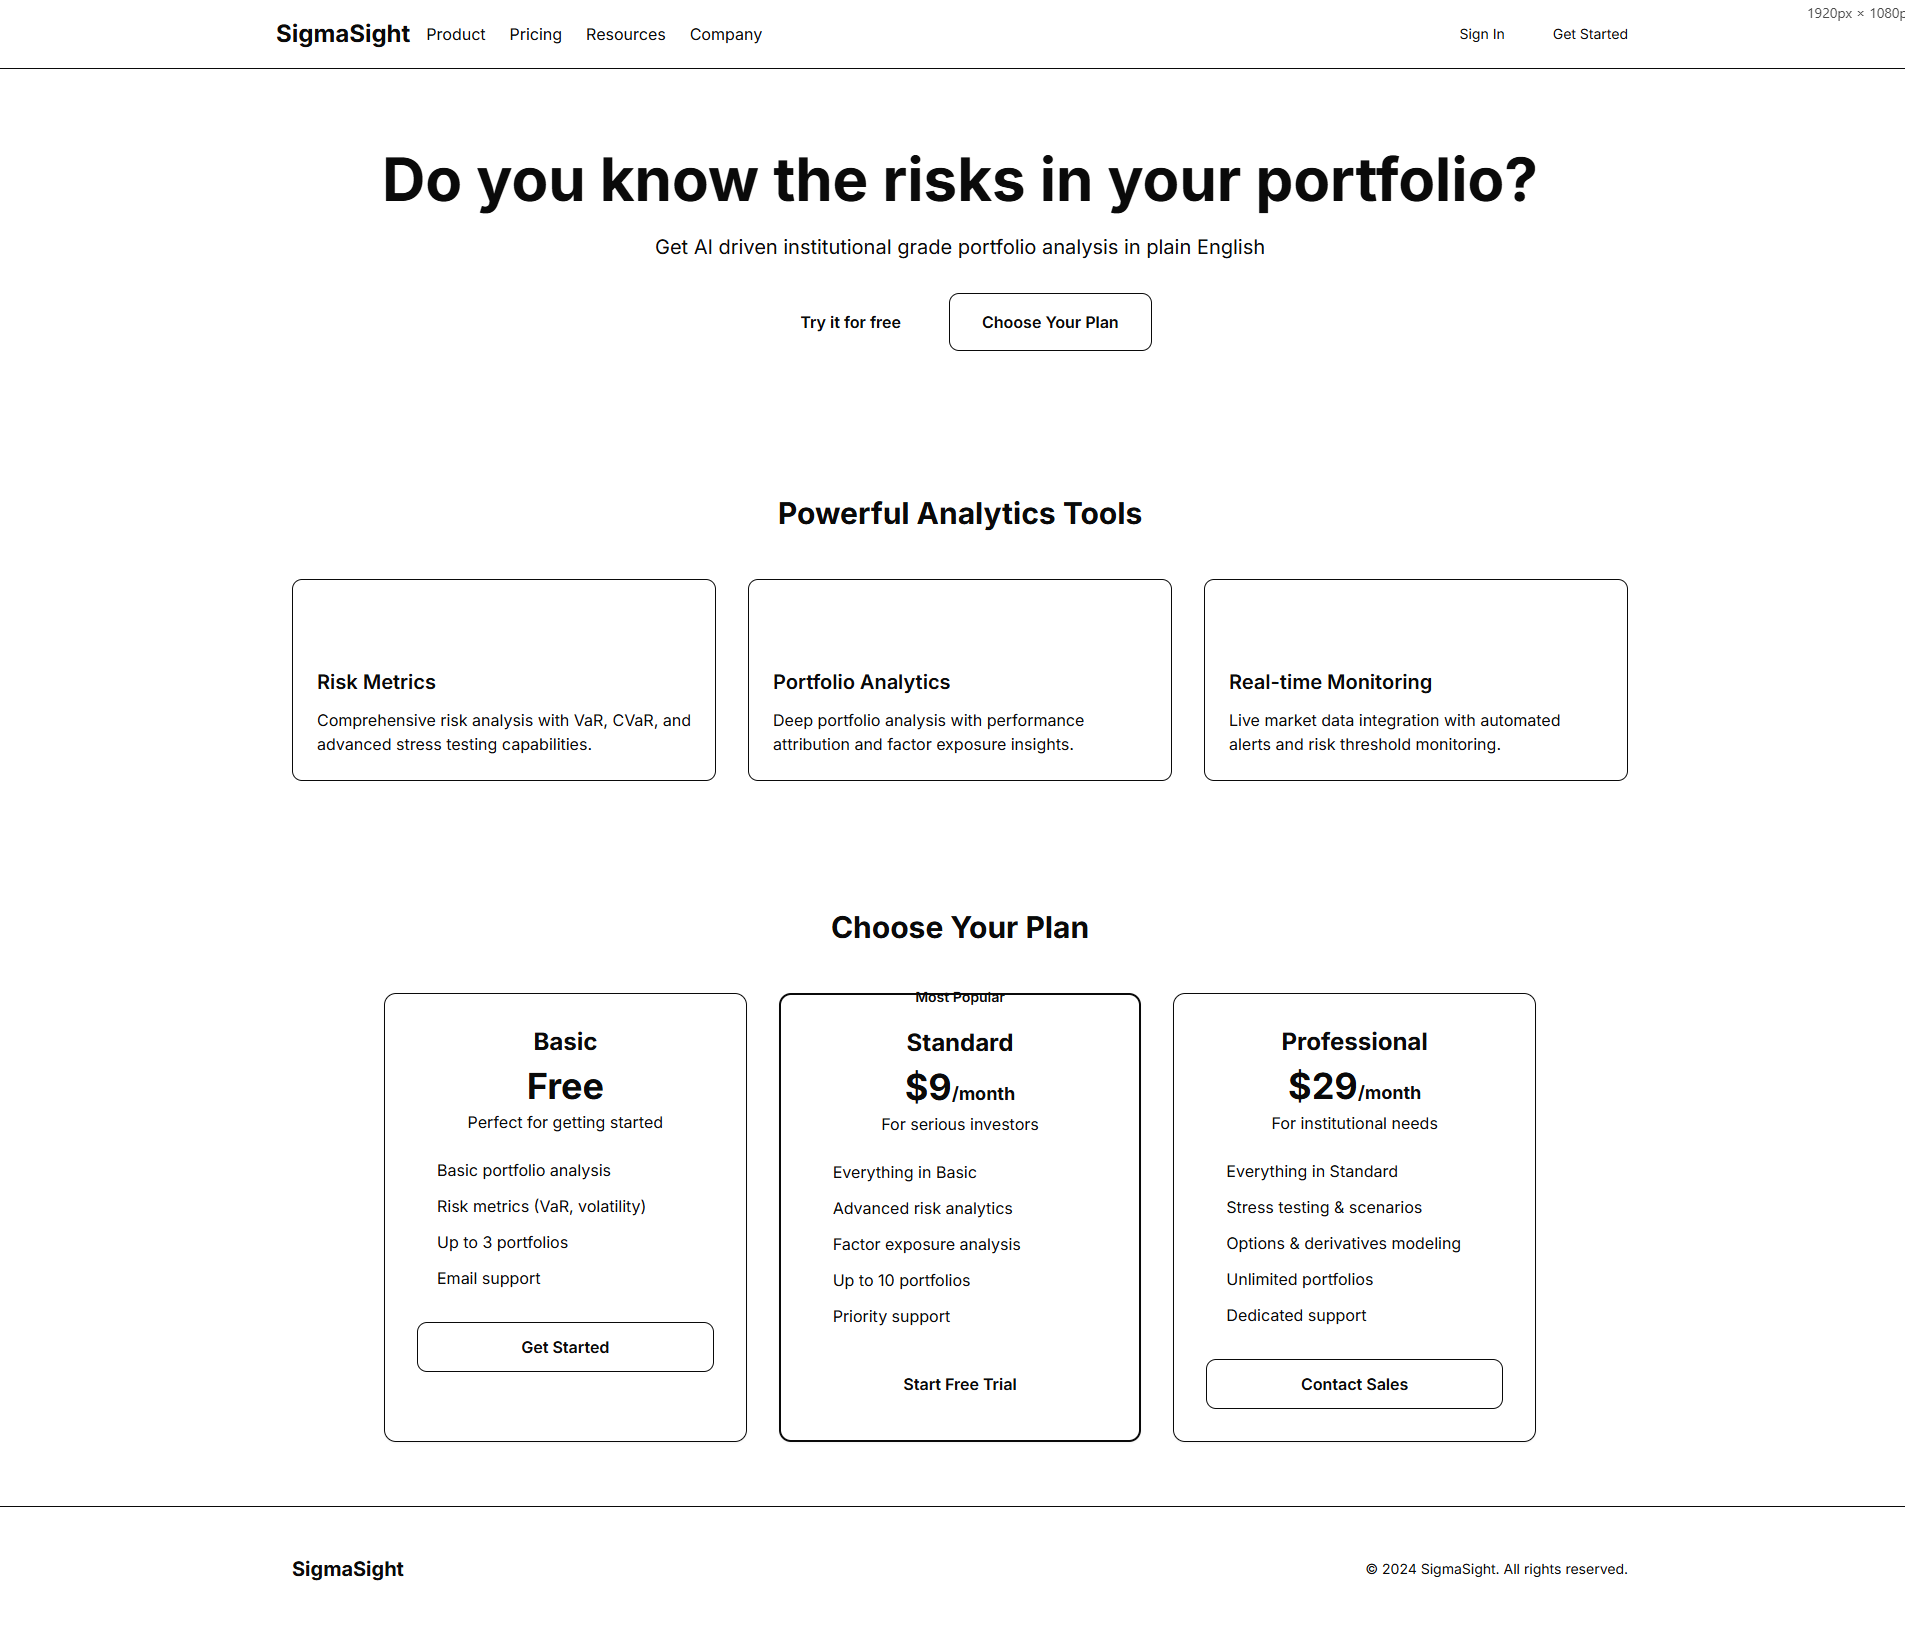 SigmaSight Product Pricing Resources Company Sign In Get Started
1920px × 1080p
Do you know the risks in your portfolio?
Get AI driven institutional grade portfolio analysis in plain English
Try it for free
Choose Your Plan
Powerful Analytics Tools
Risk Metrics
Comprehensive risk analysis with VaR, CVaR, and
advanced stress testing capabilities.
Portfolio Analytics
Deep portfolio analysis with performance
attribution and factor exposure insights.
Real-time Monitoring
Live market data integration with automated
alerts and risk threshold monitoring.
Choose Your Plan
Basic
Free
Perfect for getting started
Basic portfolio analysis
Risk metrics (VaR, volatility)
Up to 3 portfolios
Email support
Get Started
Most Popular
Standard
$9/month
For serious investors
Everything in Basic
Advanced risk analytics
Factor exposure analysis
Up to 10 portfolios
Priority support
Start Free Trial
Professional
$29/month
For institutional needs
Everything in Standard
Stress testing & scenarios
Options & derivatives modeling
Unlimited portfolios
Dedicated support
Contact Sales
SigmaSight
© 2024 SigmaSight. All rights reserved.